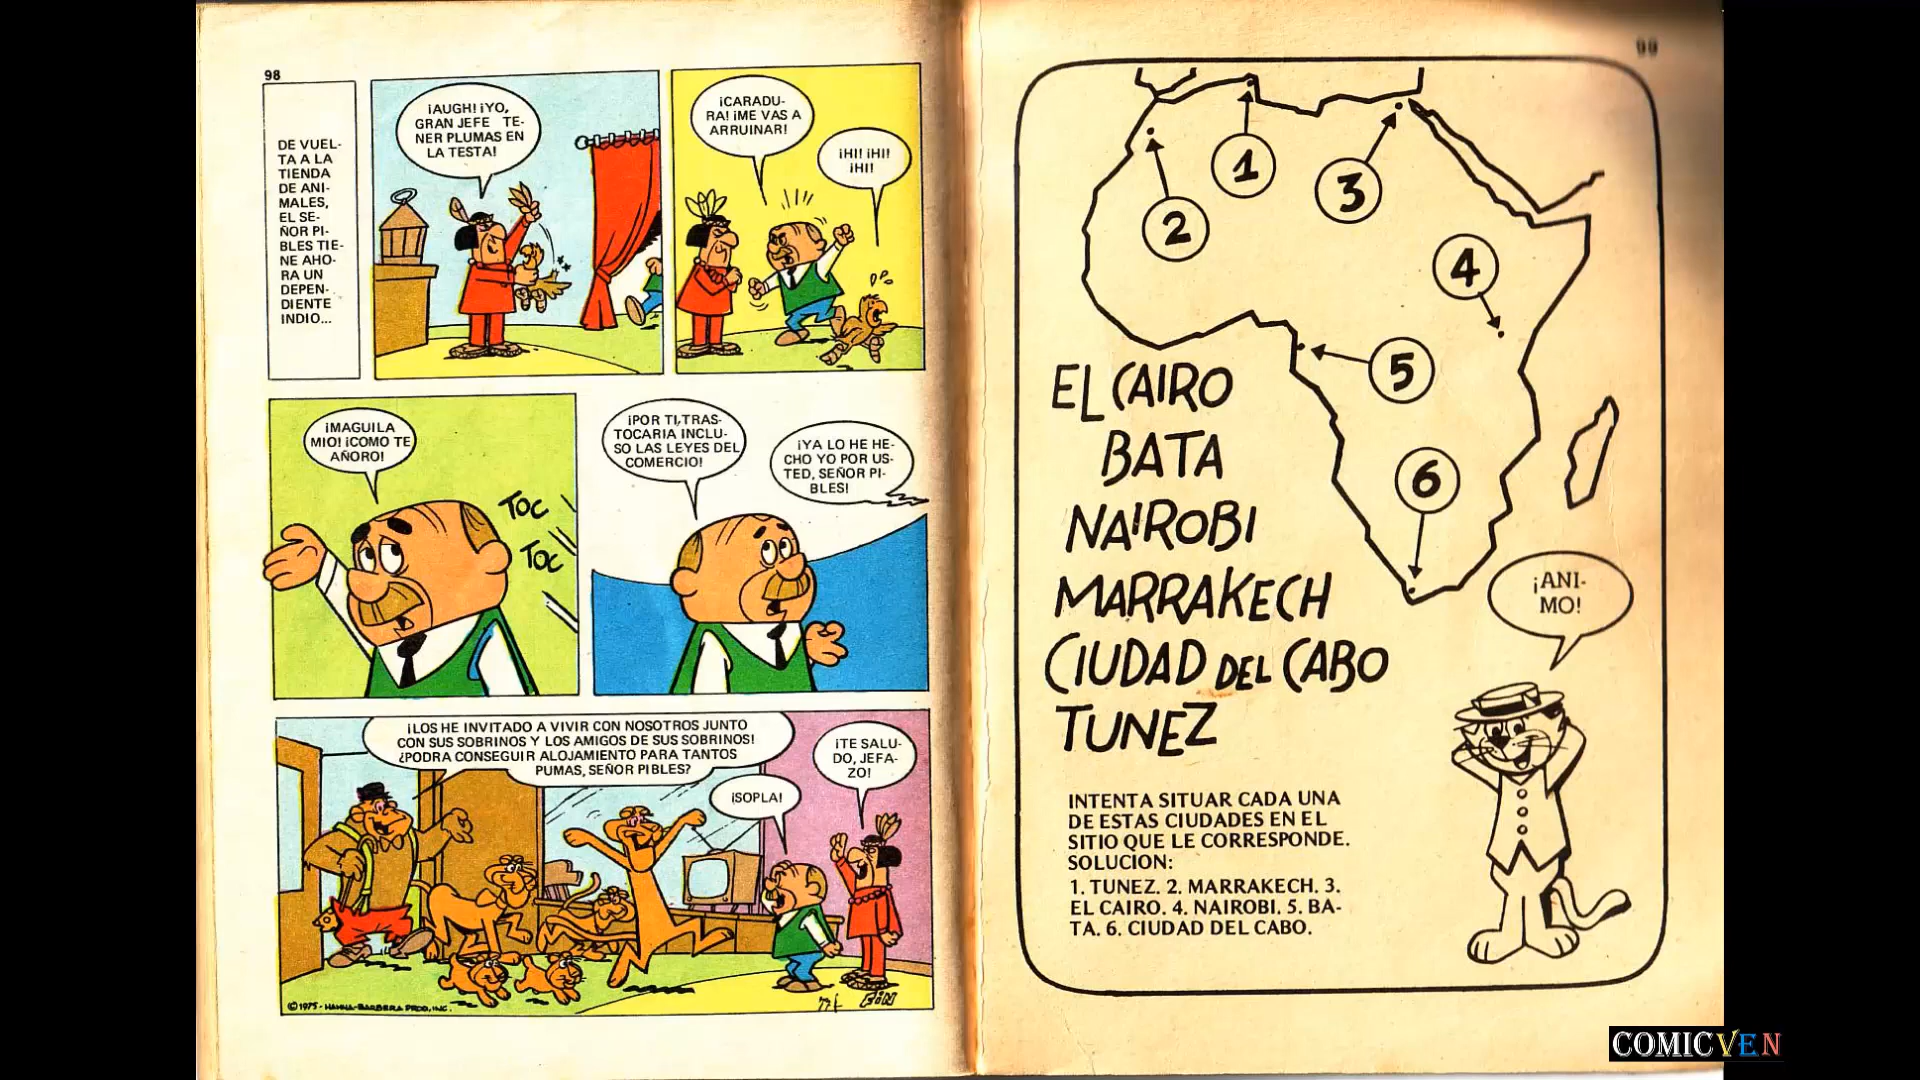 98
DE VUEL-
TA A LA
TIENDA
DE ANI-
MALES,
EL SE-
ÑOR PI-
BLES TIE-
NE AHO-
RA UN
DEPEN-
DIENTE
INDIO...
¡AUGH! ¡YO,
GRAN JEFE TE-
NER PLUMAS EN
LA TESTA!
¡CARADU-
RA! ¡ME VAS A
ARRUINAR!
¡HI! ¡HI!
¡HI!
¡MAGUILA
MIO! ¡COMO TE
AÑORO!
TOC
TOC
¡POR TI, TRAS-
TOCARIA INCLU-
SO LAS LEYES DEL
COMERCIO!
¡YA LO HE HE-
CHO YO POR US-
TED, SEÑOR PI-
BLES!
¡LOS HE INVITADO A VIVIR CON NOSOTROS JUNTO
CON SUS SOBRINOS Y LOS AMIGOS DE SUS SOBRINOS!
¿PODRA CONSEGUIR ALOJAMIENTO PARA TANTOS
PUMAS, SEÑOR PIBLES?
¡SOPLA!
¡TE SALU-
DO, JEFA-
ZO!
©1975 - HANNA-BARBERA PROD., INC.
99
1
2
3
4
5
6
EL CAIRO
BATA
NAIROBI
MARRAKECH
CIUDAD DEL CABO
TUNEZ
¡ANI-
MO!
INTENTA SITUAR CADA UNA
DE ESTAS CIUDADES EN EL
SITIO QUE LE CORRESPONDE.
SOLUCION:
1. TUNEZ. 2. MARRAKECH. 3.
EL CAIRO. 4. NAIROBI. 5. BA-
TA. 6. CIUDAD DEL CABO.
COMICVEN